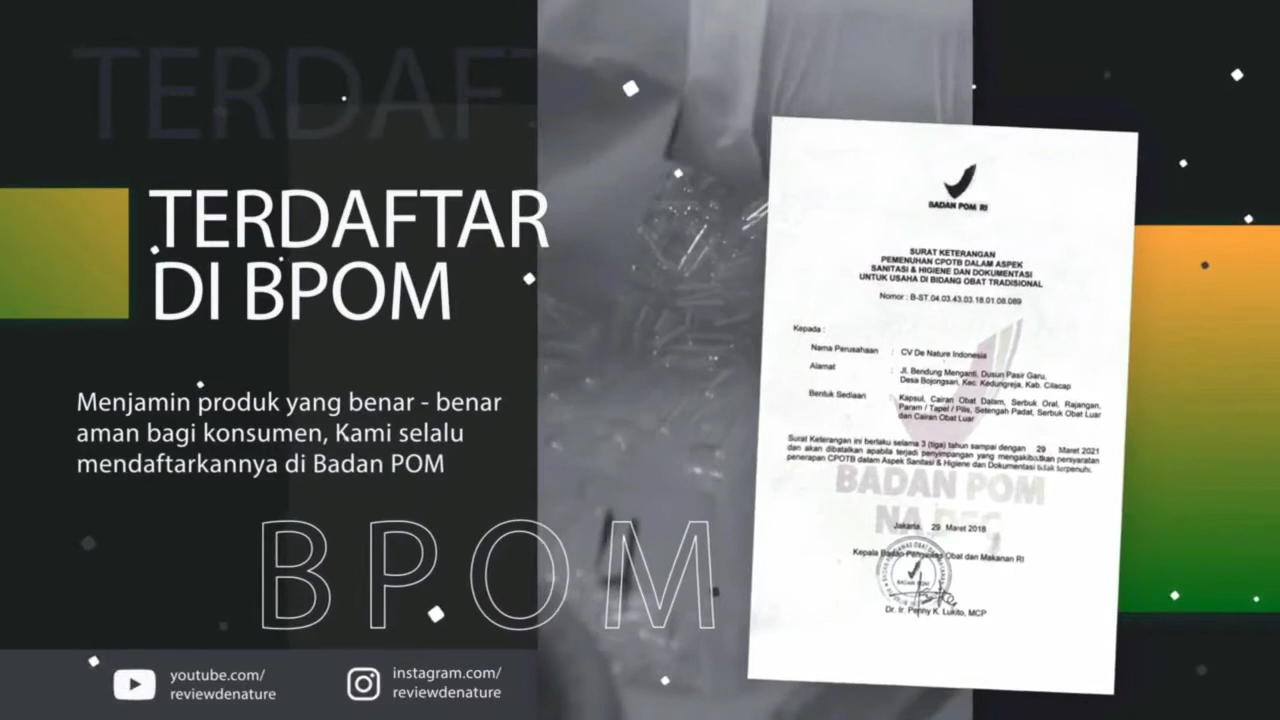 TERDAFT
TERDAFTAR
DI BPOM
Menjamin produk yang benar - benar
aman bagi konsumen, Kami selalu
mendaftarkannya di Badan POM
BPOM
youtube.com/
reviewdenature
instagram.com/
reviewdenature
BADAN POM RI
SURAT KETERANGAN
PEMENUHAN CPOTB DALAM ASPEK
SANITASI & HIGIENE DAN DOKUMENTASI
UNTUK USAHA DI BIDANG OBAT TRADISIONAL
Nomor : B-ST.04.03.43.03.18.01.08.089
Kepada :
Nama Perusahaan : CV De Nature Indonesia
Alamat : Jl. Bendung Menganti, Dusun Pasir Garu,
Desa Bojongsari, Kec. Kedungreja, Kab. Cilacap
Bentuk Sediaan : Kapsul, Cairan Obat Dalam, Serbuk Oral, Rajangan,
Param / Tapel / Pilis, Setengah Padat, Serbuk Obat Luar
dan Cairan Obat Luar
Surat Keterangan ini berlaku selama 3 (tiga) tahun sampai dengan 29 Maret 2021
dan akan dibatalkan apabila terjadi penyimpangan yang mengakibatkan persyaratan
penerapan CPOTB dalam Aspek Sanitasi & Higiene dan Dokumentasi tidak terpenuhi.
BADAN POM
Jakarta, 29 Maret 2018
Kepala Badan Pengawas Obat dan Makanan RI
BADAN POM
Dr. Ir. Penny K. Lukito, MCP